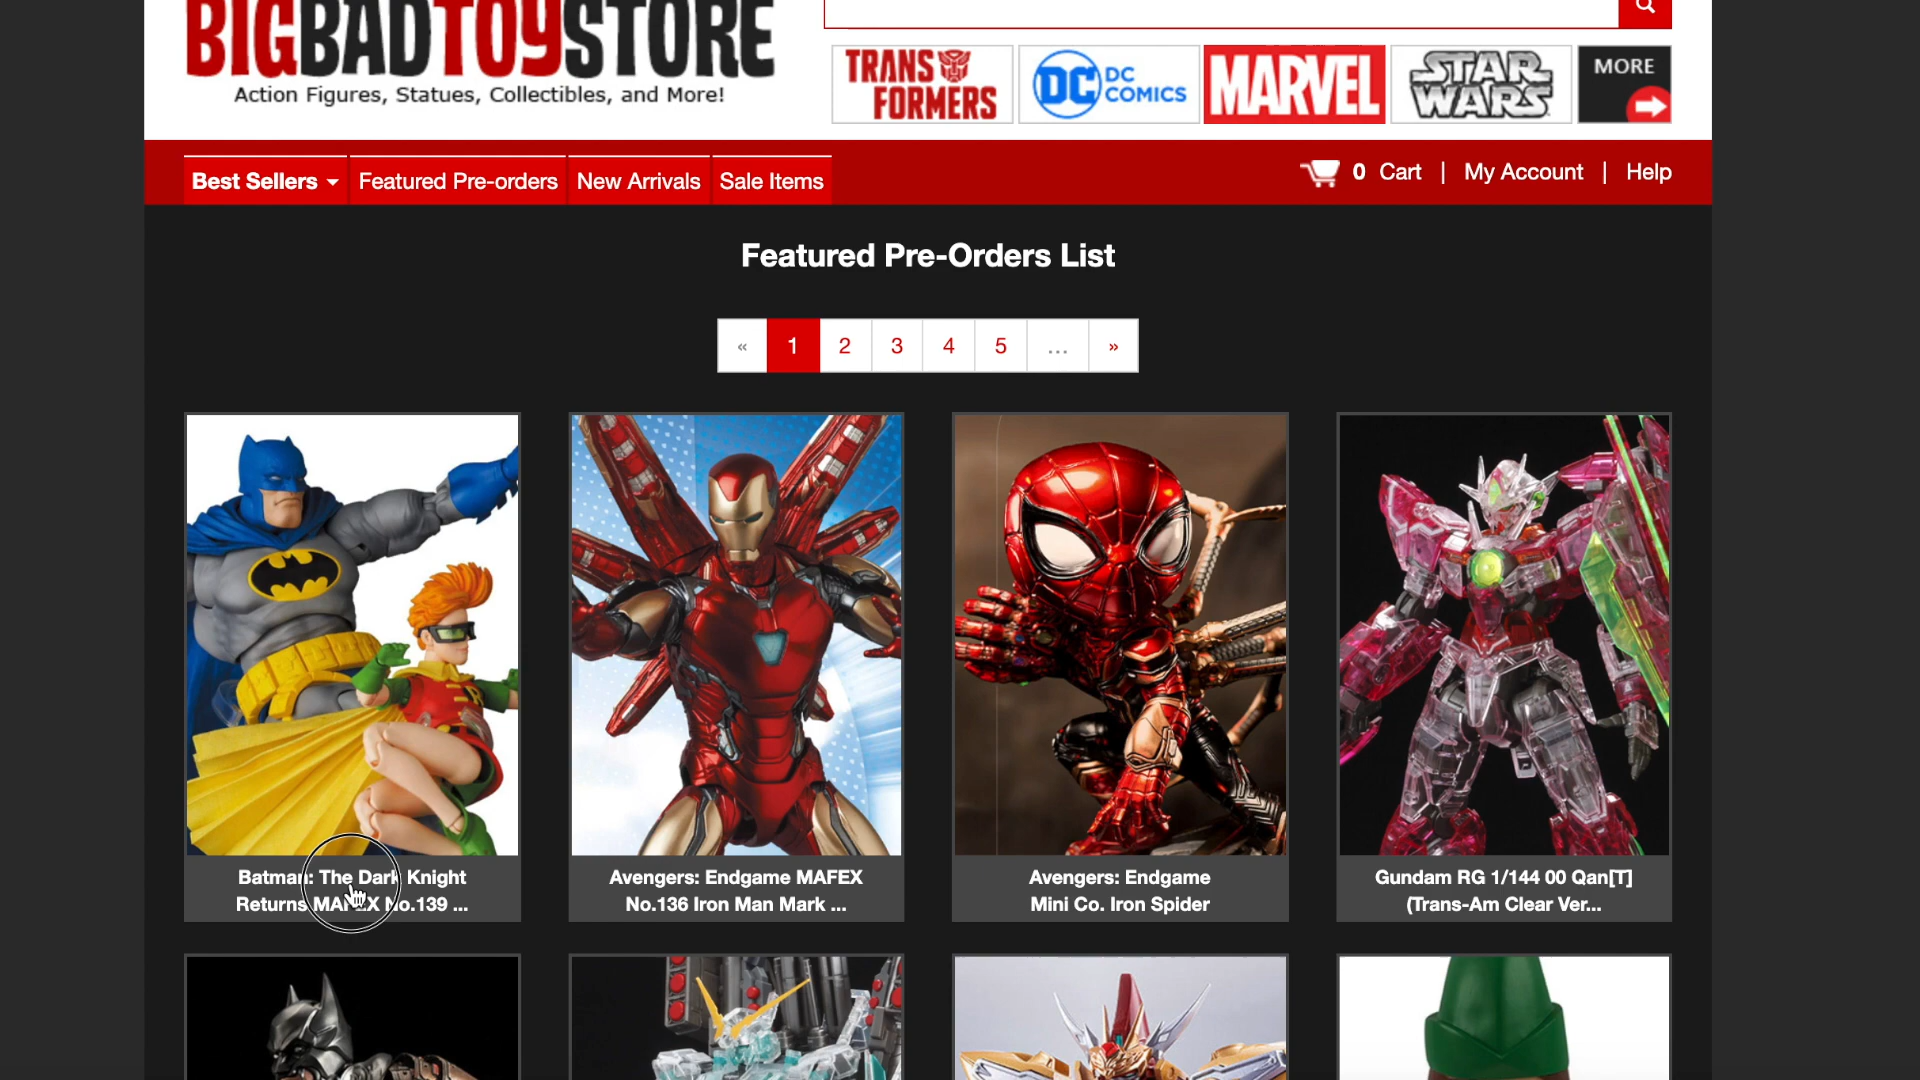 BIGBADTOYSTORE
Action Figures, Statues, Collectibles, and More!
TRANSFORMERS
DC DC COMICS
MARVEL
STAR WARS
MORE
Best Sellers Featured Pre-orders New Arrivals Sale Items
0 Cart | My Account | Help
Featured Pre-Orders List
« 1 2 3 4 5 ... »
Batman: The Dark Knight
Returns MAFEX No.139 ...
Avengers: Endgame MAFEX
No.136 Iron Man Mark ...
Avengers: Endgame
Mini Co. Iron Spider
Gundam RG 1/144 00 Qan[T]
(Trans-Am Clear Ver...